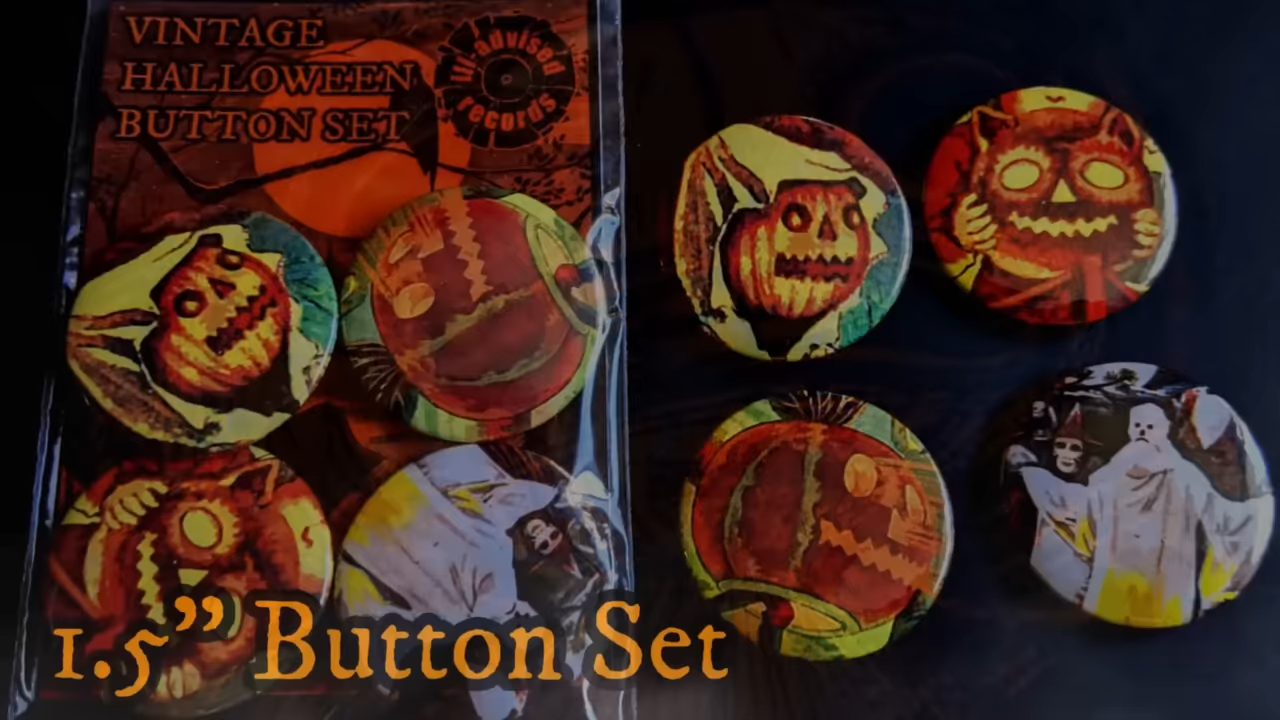 VINTAGE
HALLOWEEN
BUTTON SET
ill-advised
records
1.5” Button Set